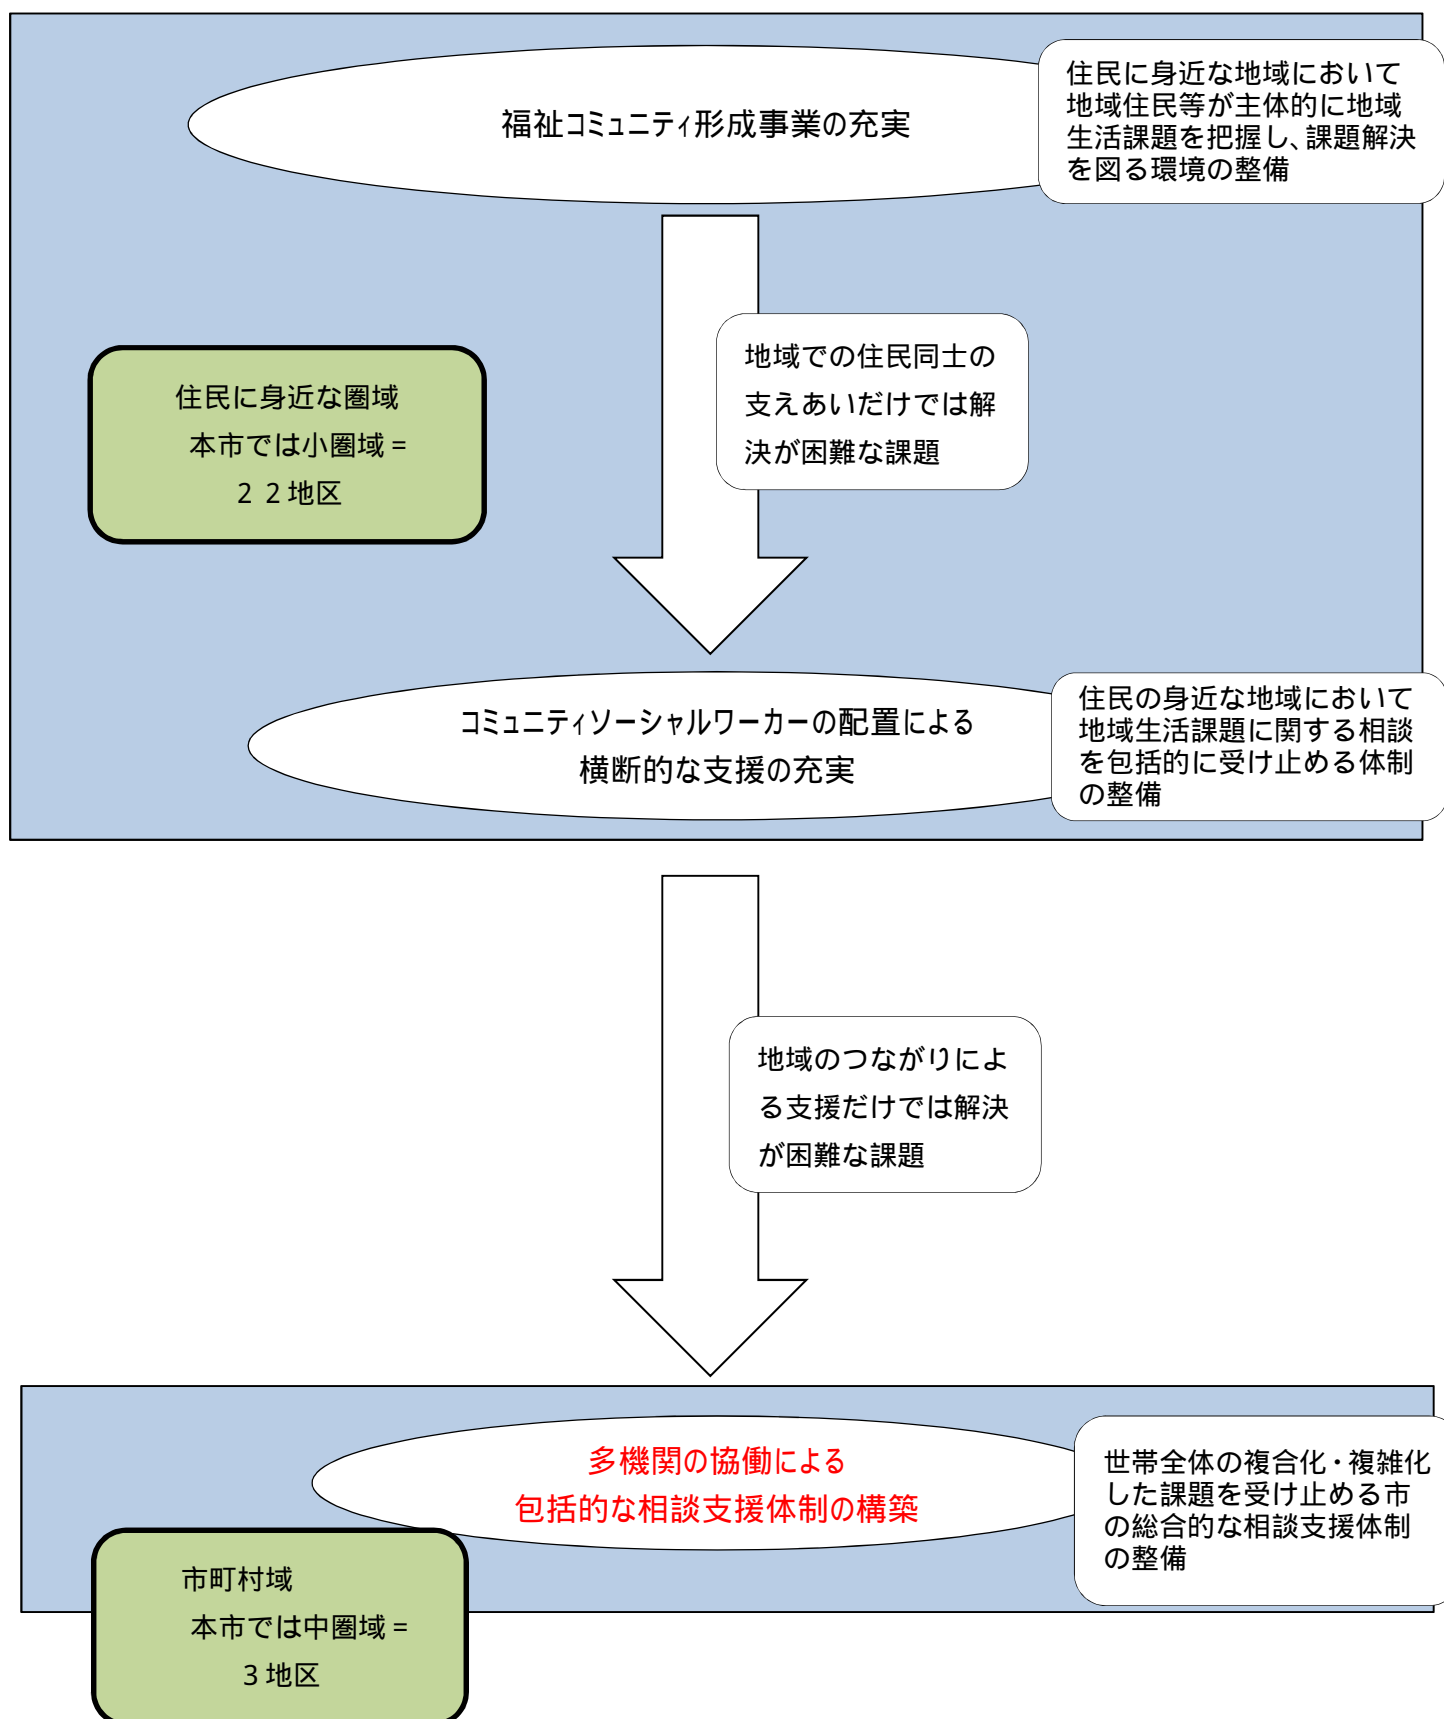 福祉コミュニティ形成事業の充実
住民に身近な地域において
地域住民等が主体的に地域
生活課題を把握し、課題解決
を図る環境の整備
地域での住民同士の
支えあいだけでは解
決が困難な課題
住民に身近な圏域
本市では小圏域＝
２２地区
コミュニティソーシャルワーカーの配置による
横断的な支援の充実
住民の身近な地域において
地域生活課題に関する相談
を包括的に受け止める体制
の整備
地域のつながりによ
る支援だけでは解決
が困難な課題
多機関の協働による
包括的な相談支援体制の構築
世帯全体の複合化・複雑化
した課題を受け止める市
の総合的な相談支援体制
の整備
市町村域
本市では中圏域＝
３地区